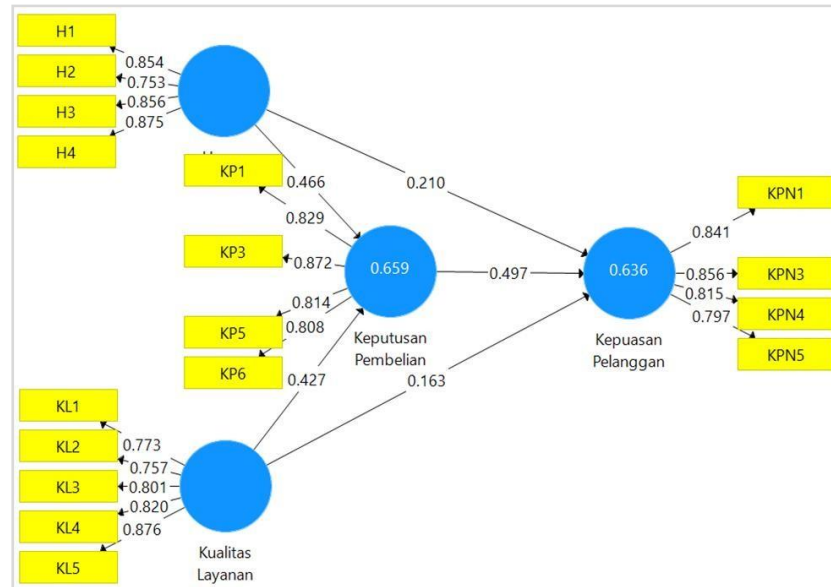 H1
H2
H3
H4
0.854
0.753
0.856
0.875
KP1
KP3
KP5
KP6
0.466
0.829
0.872
0.814
0.808
0.427
0.210
0.659
Keputusan
Pembelian
0.497
0.163
0.636
Kepuasan
Pelanggan
KPN1
KPN3
KPN4
KPN5
0.841
0.856
0.815
0.797
KL1
KL2
KL3
KL4
KL5
0.773
0.757
0.801
0.820
0.876
Kualitas
Layanan